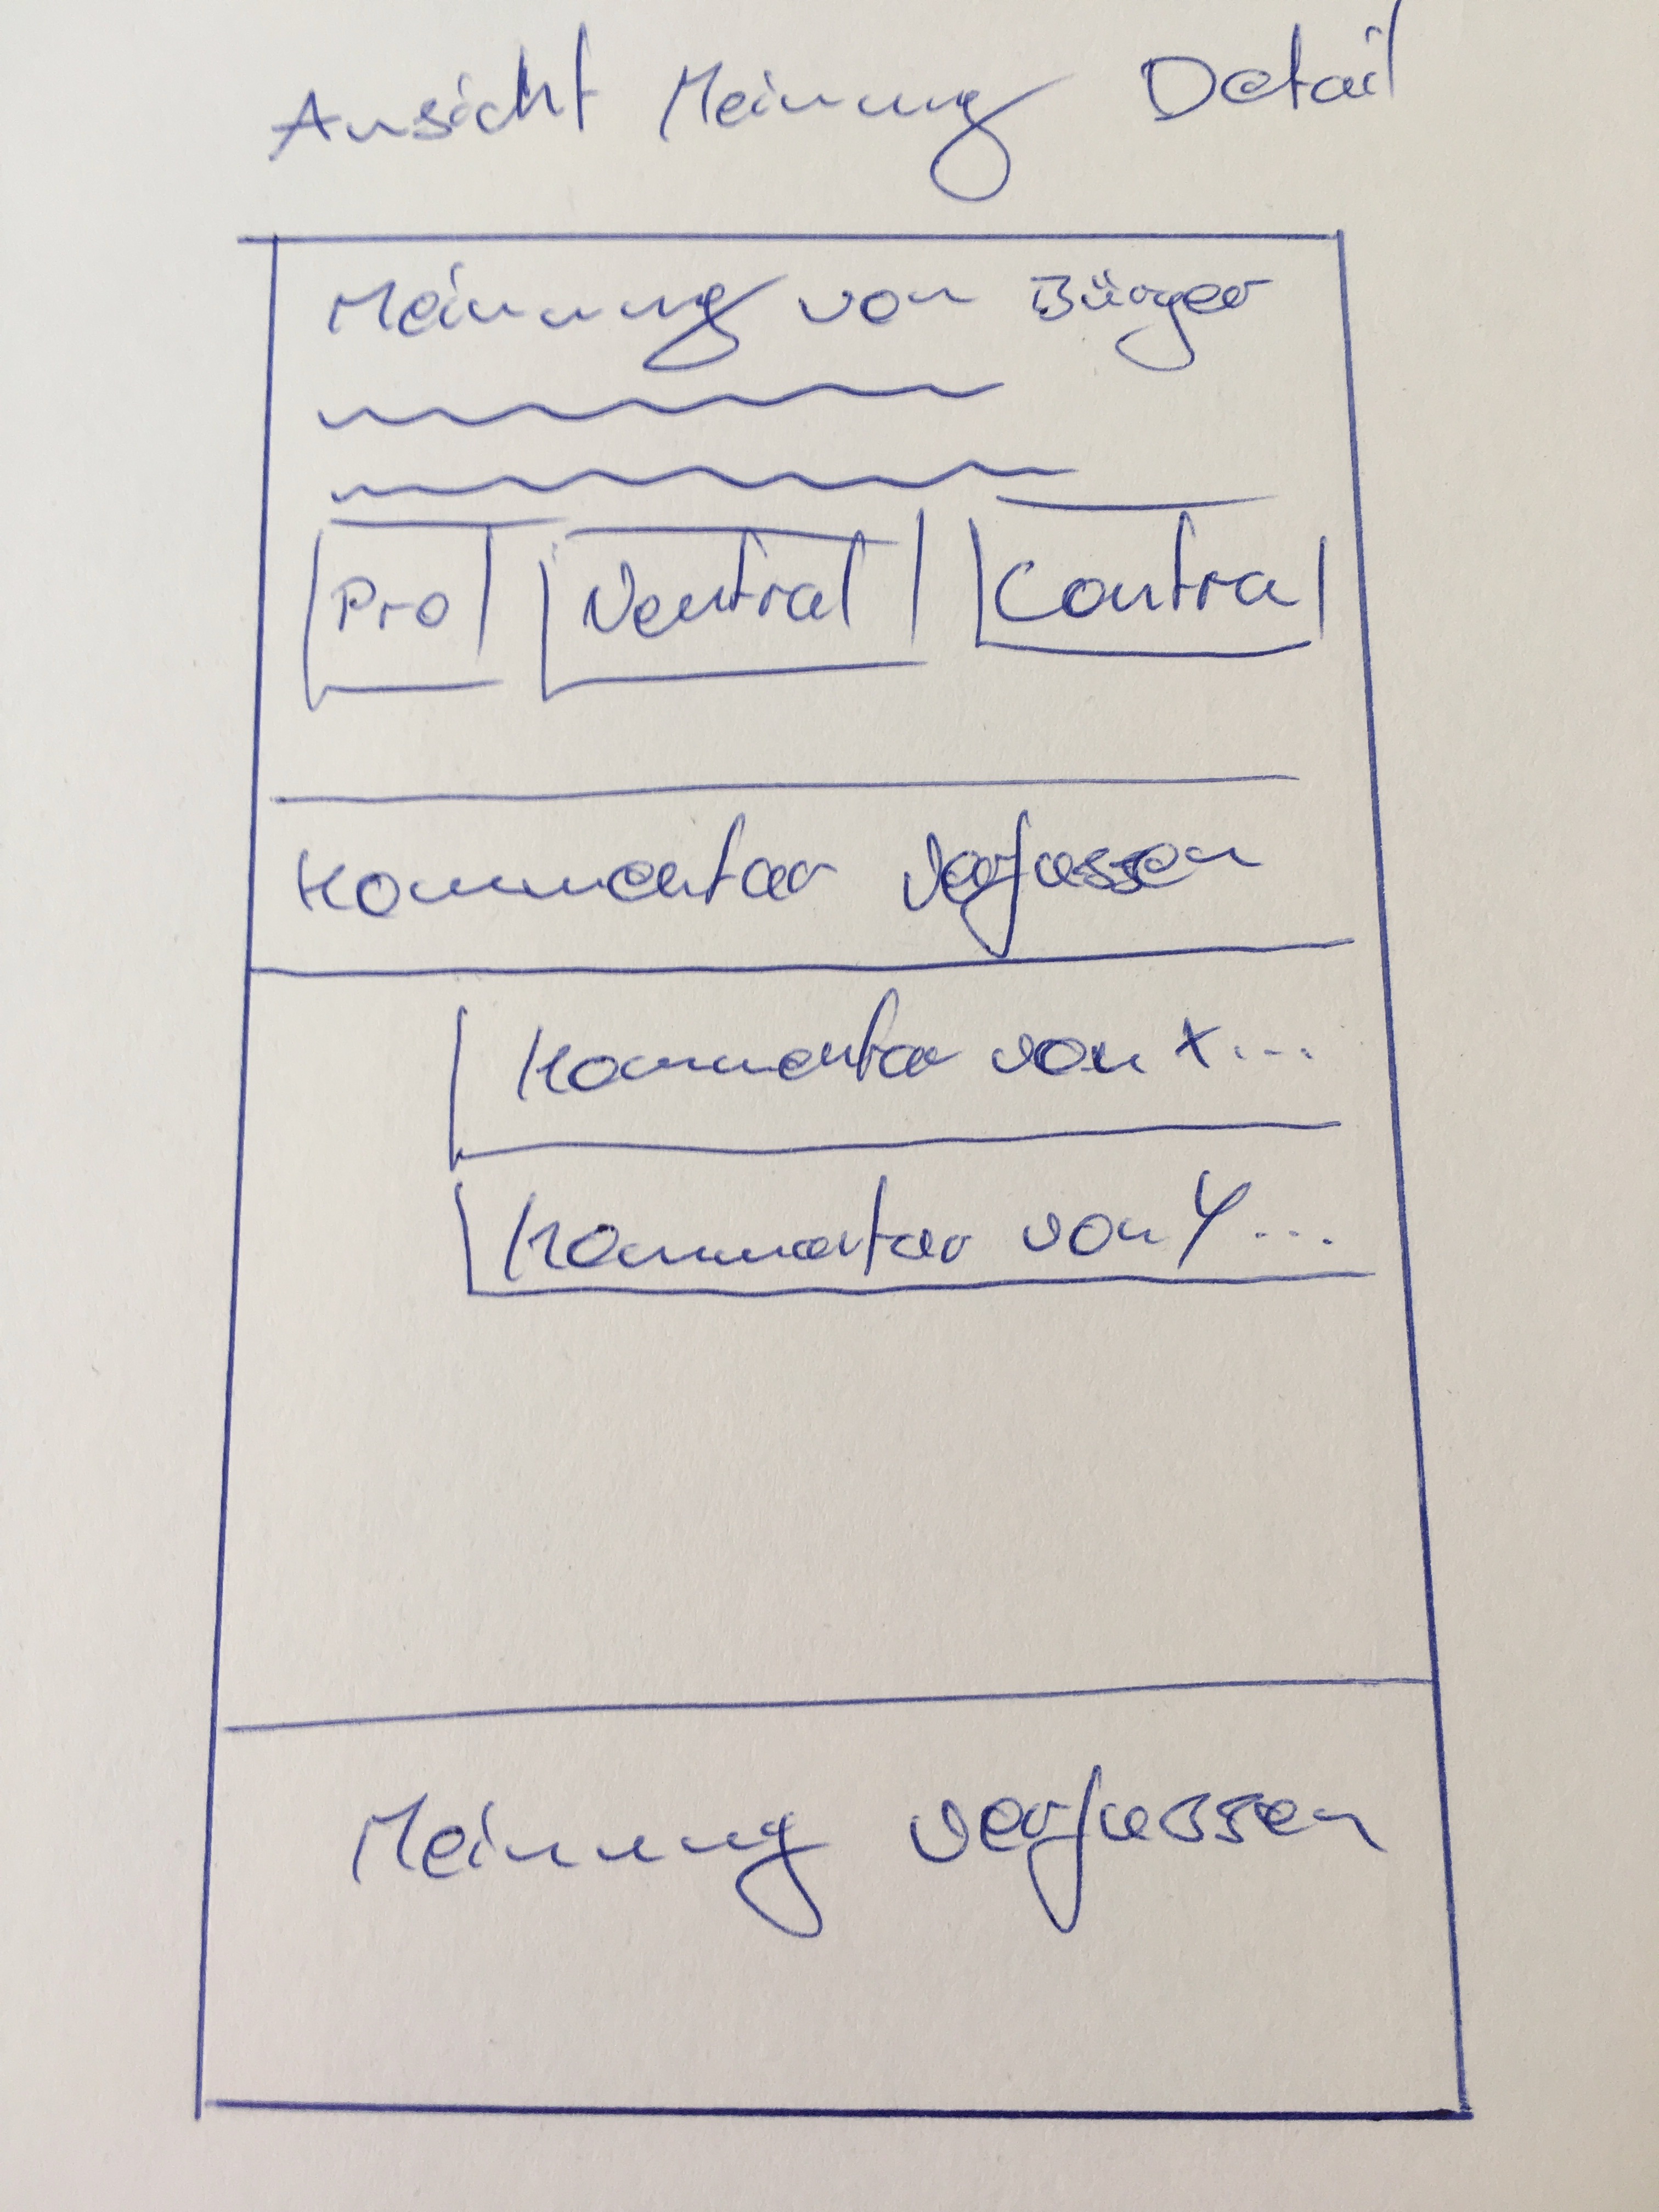 Ansicht Meinung Detail
Meinung von Bürger
Pro Neutral Contra
Kommentar verfassen
Kommentar von X...
Kommentar von Y...
Meinung verfassen